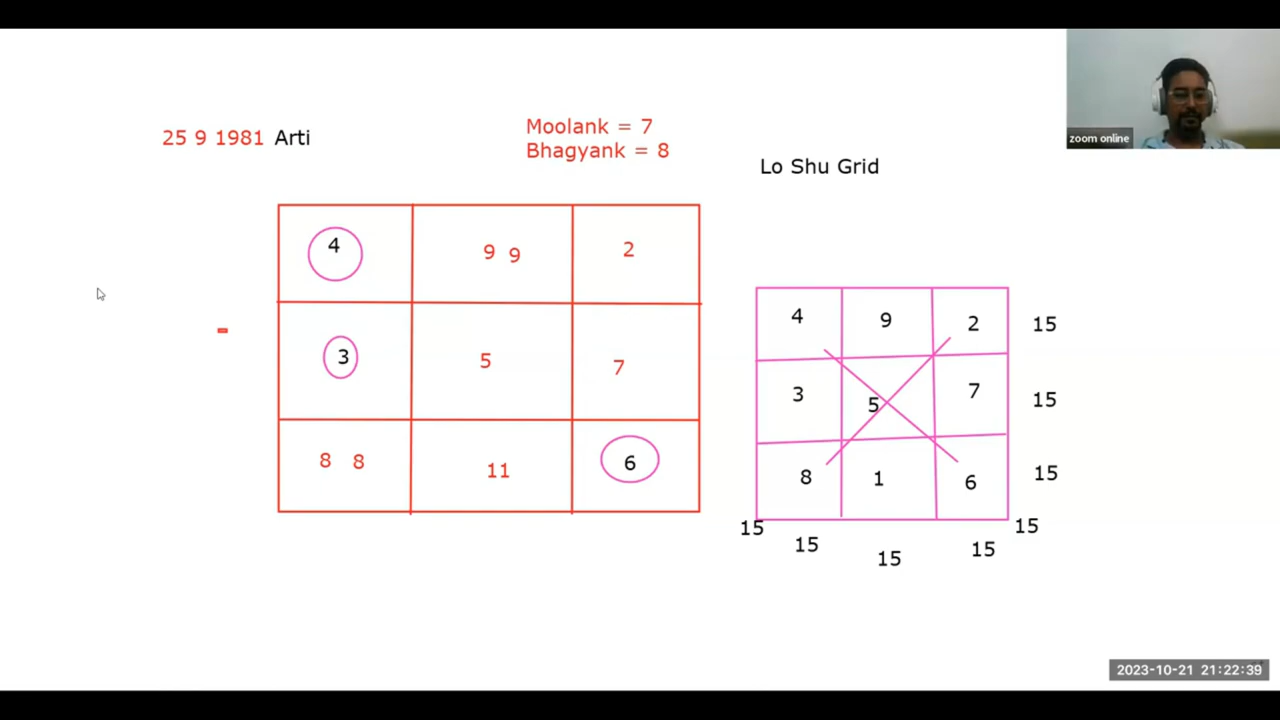 25 9 1981 Arti
Moolank = 7
Bhagyank = 8
Lo Shu Grid
zoom online
4 9 9 2
3 5 7
8 8 11 6
4 9 2 15
3 5 7 15
8 1 6 15
15 15 15 15 15
2023-10-21 21:22:39